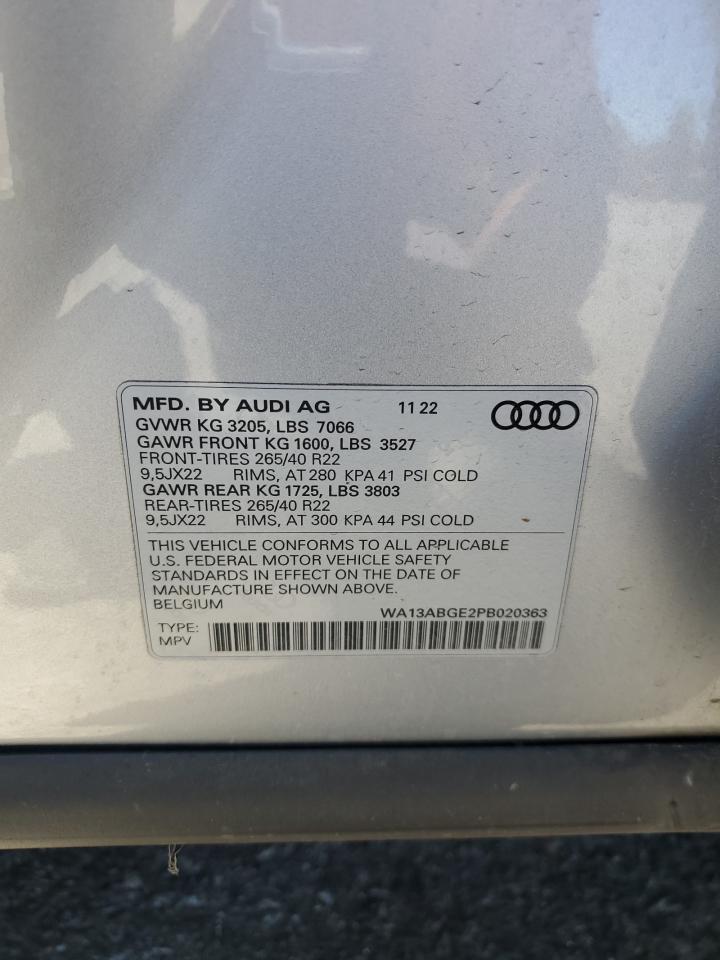 MFD. BY AUDI AG 11 22
GVWR KG 3205, LBS 7066
GAWR FRONT KG 1600, LBS 3527
FRONT-TIRES 265/40 R22
9,5JX22 RIMS, AT 280 KPA 41 PSI COLD
GAWR REAR KG 1725, LBS 3803
REAR-TIRES 265/40 R22
9,5JX22 RIMS, AT 300 KPA 44 PSI COLD
THIS VEHICLE CONFORMS TO ALL APPLICABLE
U.S. FEDERAL MOTOR VEHICLE SAFETY
STANDARDS IN EFFECT ON THE DATE OF
MANUFACTURE SHOWN ABOVE.
BELGIUM WA13ABGE2PB020363
TYPE:
MPV